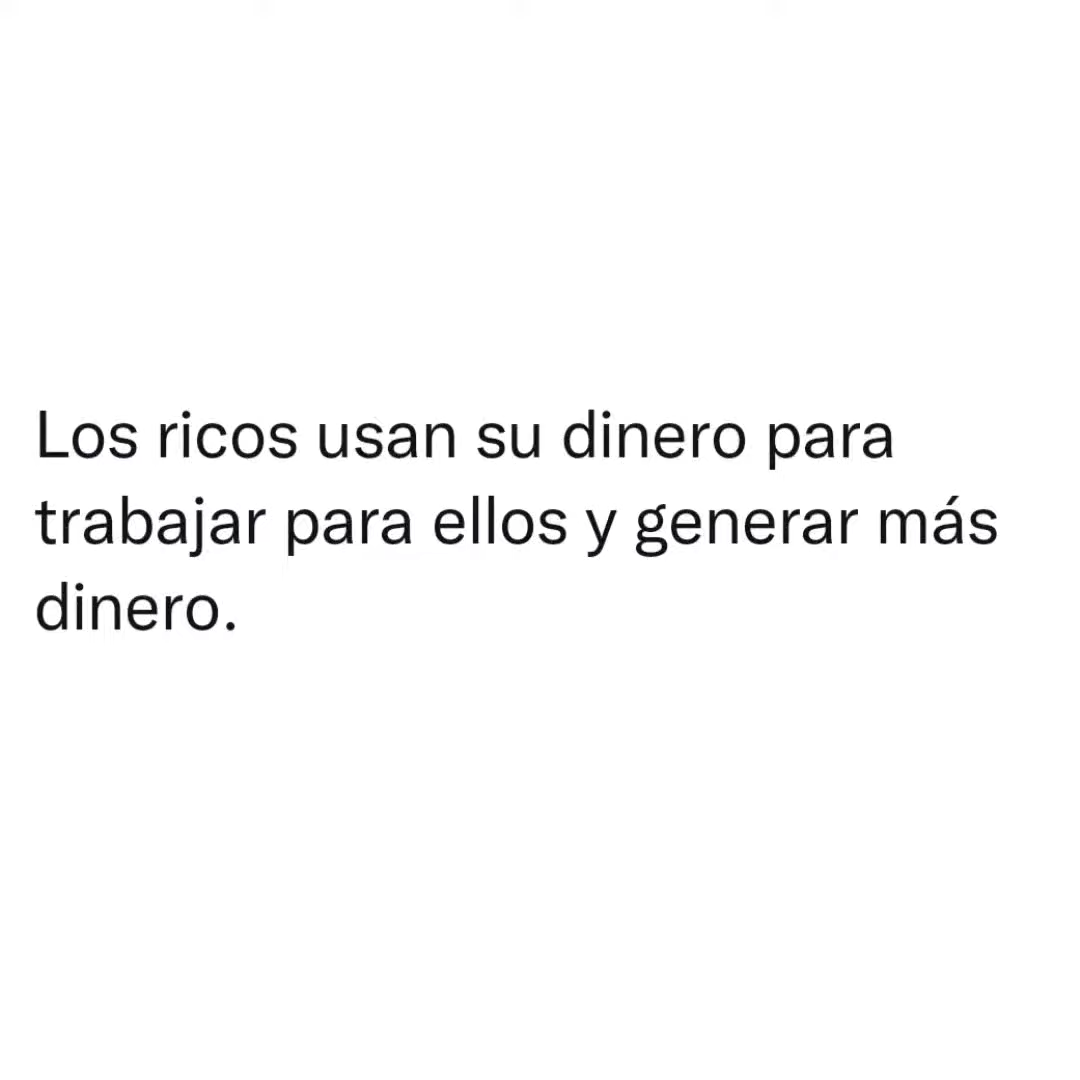 Los ricos usan su dinero para
trabajar para ellos y generar más
dinero.